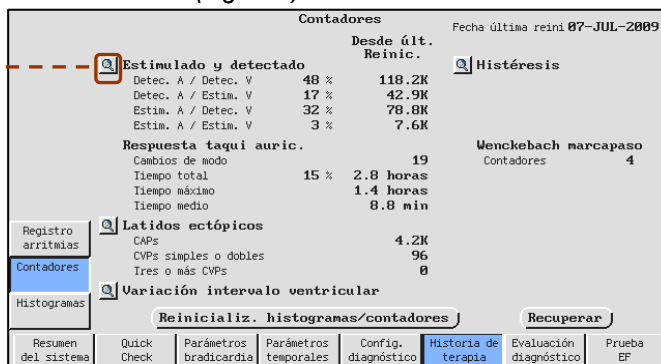 Contadores
Fecha última reini 07-JUL-2009
Desde últ.
Reinic.
Estimulado y detectado
Histéresis
Detec. A / Detec. V 48 % 118.2K
Detec. A / Estim. V 17 % 42.9K
Estim. A / Detec. V 32 % 78.8K
Estim. A / Estim. V 3 % 7.6K
Respuesta taqui auric.
Wenckebach marcapaso
Cambios de modo 19
Contadores 4
Tiempo total 15 % 2.8 horas
Tiempo máximo 1.4 horas
Tiempo medio 8.8 min
Latidos ectópicos
CAPs 4.2K
CVPs simples o dobles 96
Tres o más CVPs 0
Variación intervalo ventricular
Registro
arritmias
Contadores
Histogramas
Reinicializ. histogramas/contadores
Recuperar
Resumen
del sistema
Quick
Check
Parámetros
bradicardia
Parámetros
temporales
Config.
diagnóstico
Historia de
terapia
Evaluación
diagnóstico
Prueba
EF